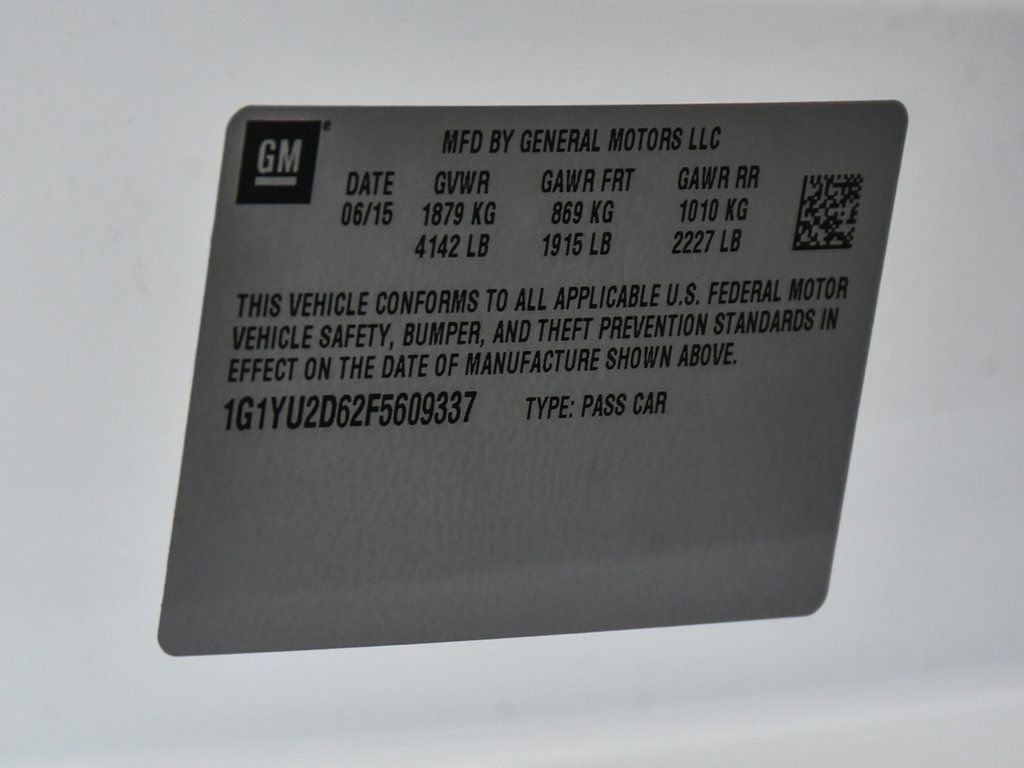 GM
MFD BY GENERAL MOTORS LLC
DATE GVWR GAWR FRT GAWR RR
06/15 1879 KG 869 KG 1010 KG
4142 LB 1915 LB 2227 LB
THIS VEHICLE CONFORMS TO ALL APPLICABLE U.S. FEDERAL MOTOR
VEHICLE SAFETY, BUMPER, AND THEFT PREVENTION STANDARDS IN
EFFECT ON THE DATE OF MANUFACTURE SHOWN ABOVE.
1G1YU2D62F5609337 TYPE: PASS CAR